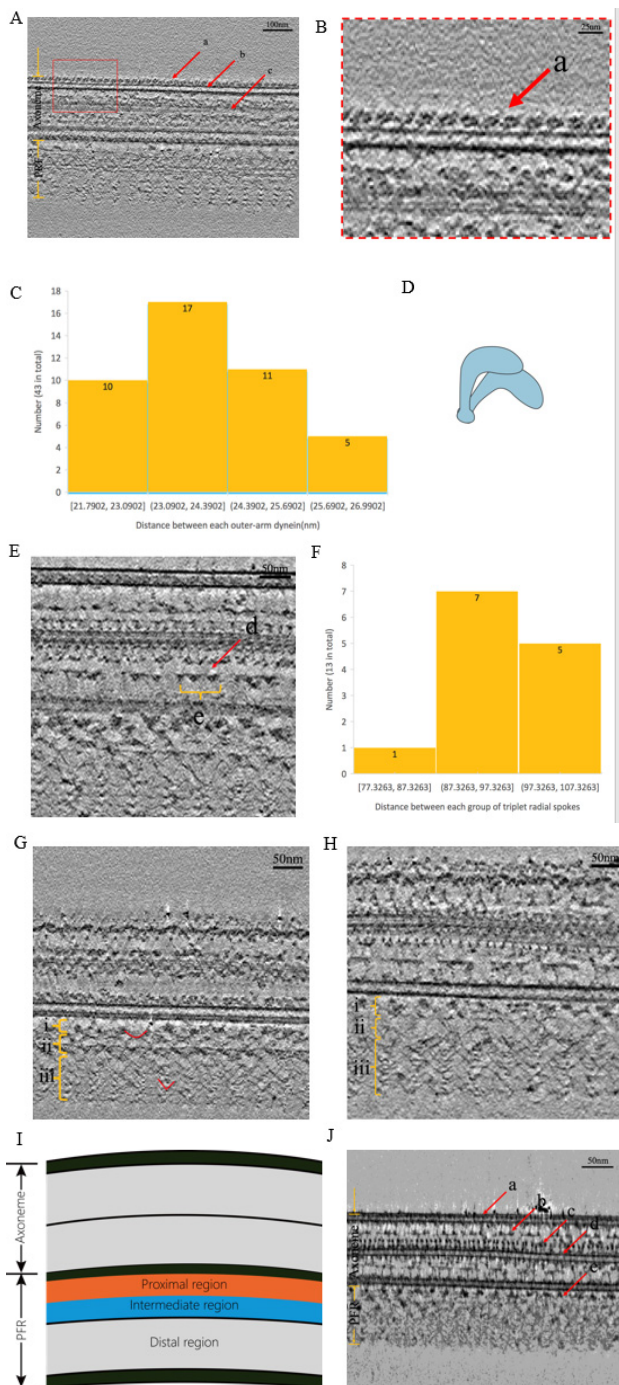 A
100nm
a
b
c
Axoneme
PRF
B
25nm
a
C
Number (43 in total)
18
16
14
12
10
8
6
4
2
0
10
17
11
5
[21.7902, 23.0902]
(23.0902, 24.3902]
(24.3902, 25.6902]
(25.6902, 26.9902]
Distance between each outer-arm dynein(nm)
D
E
50nm
d
e
F
Number (13 in total)
8
7
6
5
4
3
2
1
0
1
7
5
[77.3263, 87.3263]
(87.3263, 97.3263]
(97.3263, 107.3263]
Distance between each group of triplet radial spokes
G
50nm
i
ii
iii
H
50nm
i
ii
iii
I
Axoneme
PFR
Proximal region
Intermediate region
Distal region
J
50nm
a
b
c
d
e
Axoneme
PFR